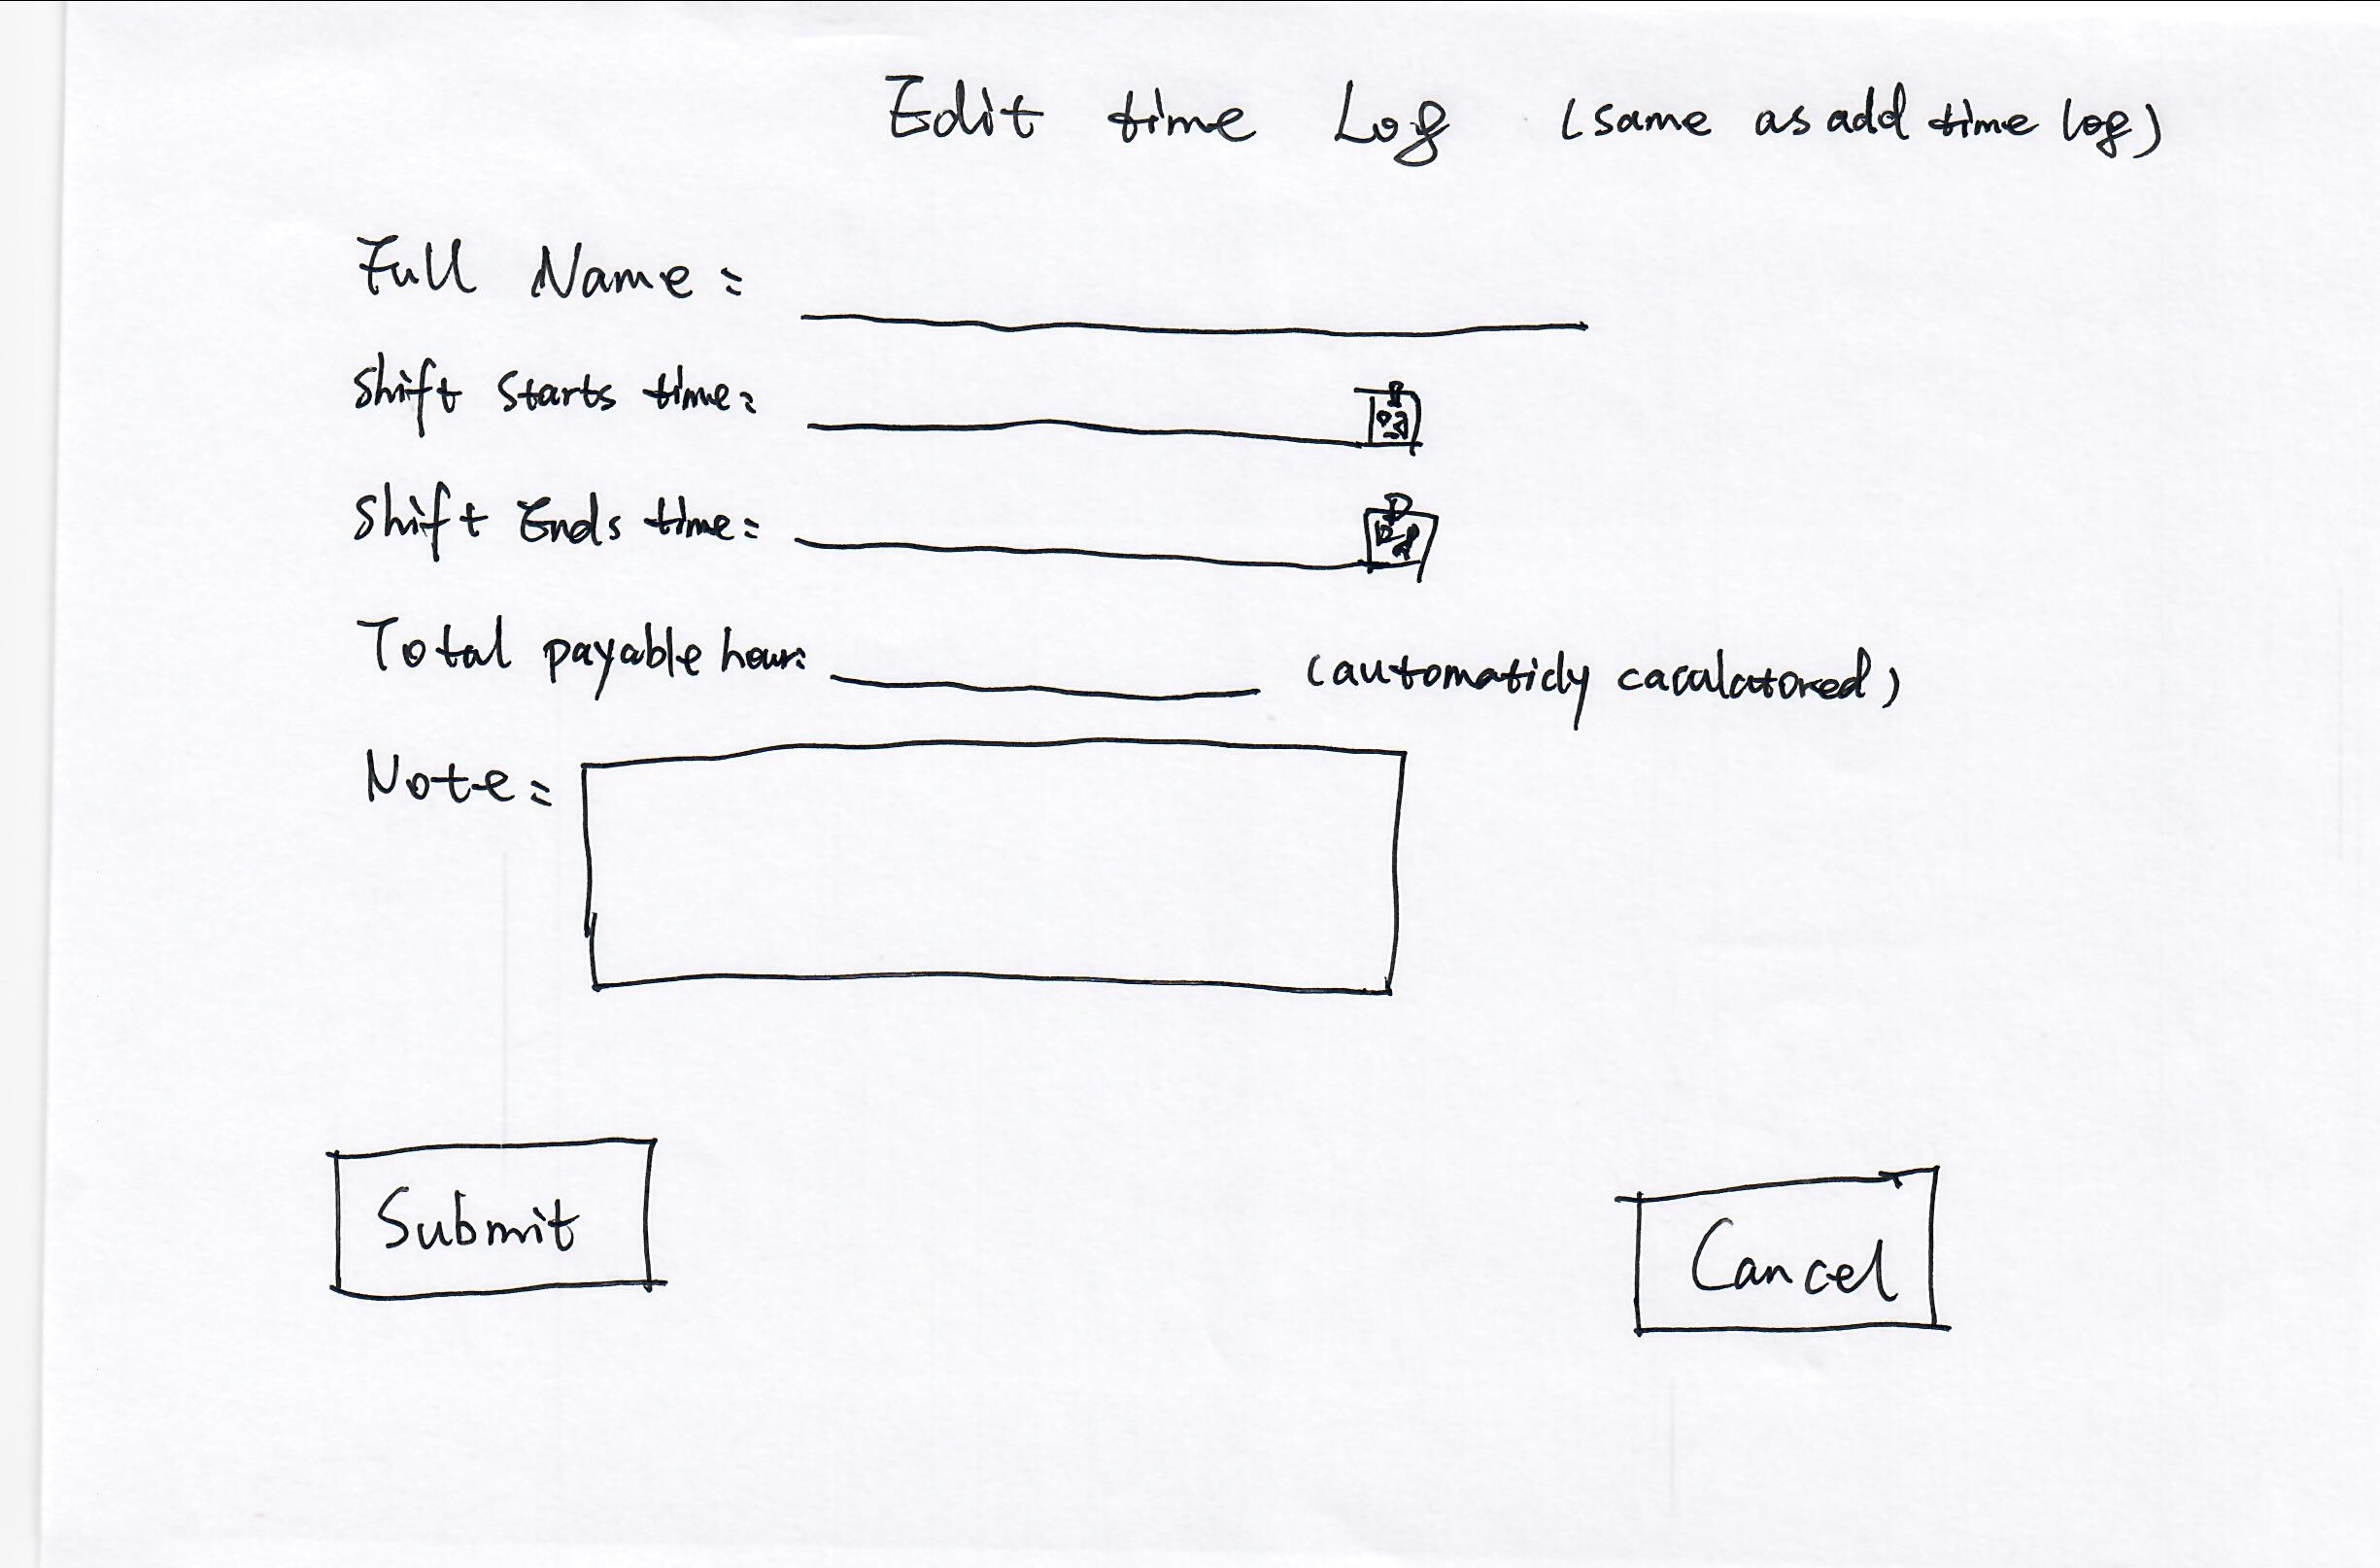 Edit time Log (same as add time log)
Full Name:
Shift Starts time:
Shift Ends time:
Total payable hour:
(automaticly caculatored)
Note:
Submit
Cancel